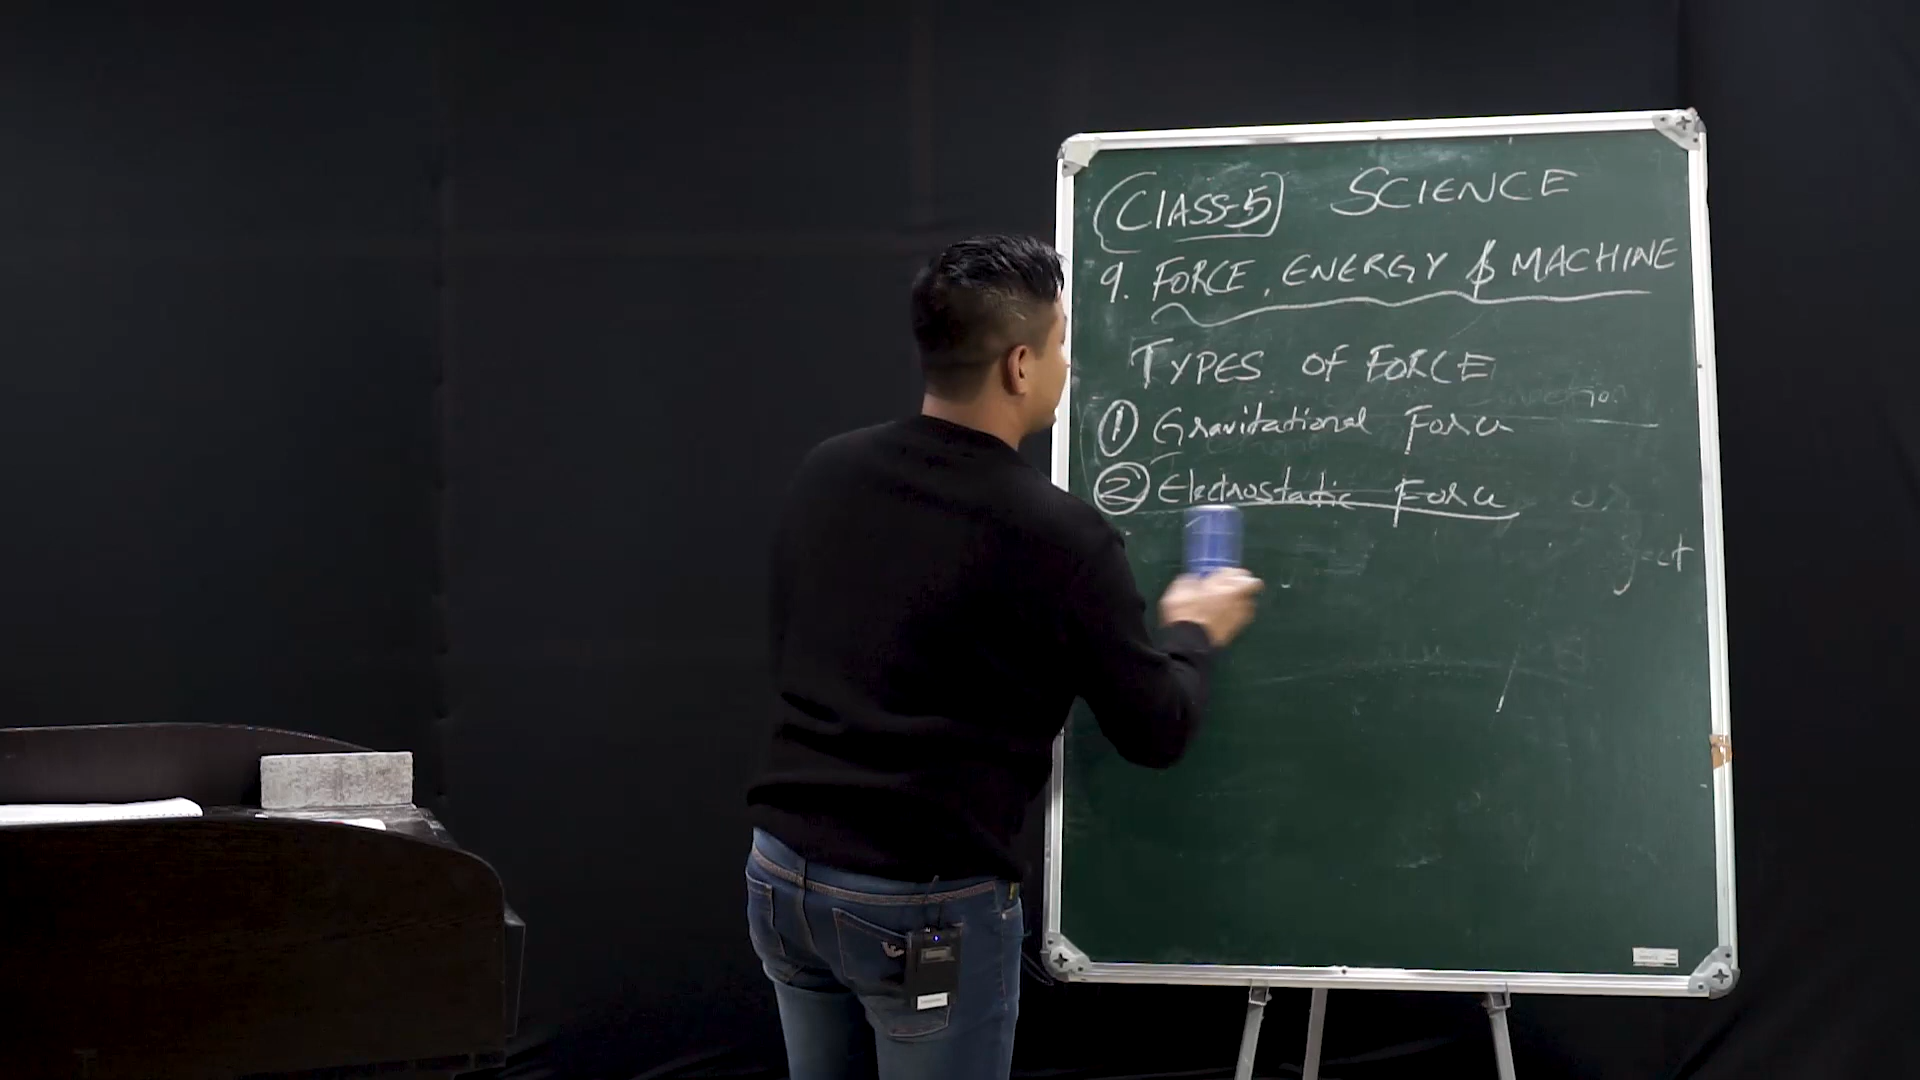 CLASS-5 SCIENCE
9. FORCE, ENERGY & MACHINE
TYPES OF FORCE
1 Gravitational Force
2 Electrostatic Force